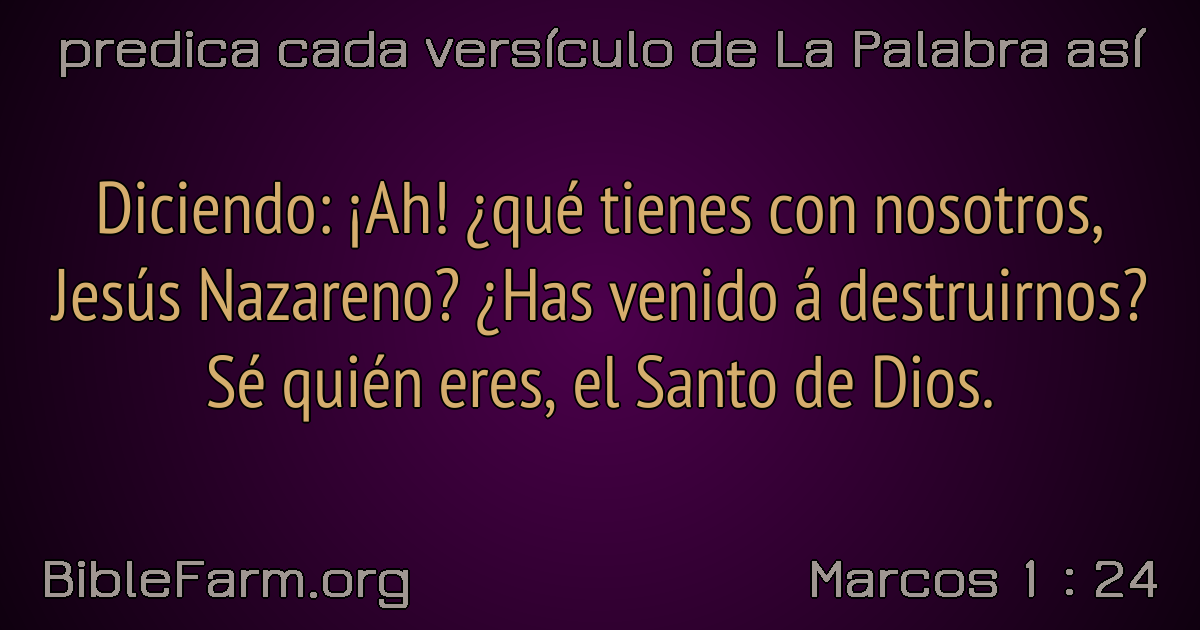 predica cada versículo de La Palabra así
Diciendo: ¡Ah! ¿qué tienes con nosotros,
Jesús Nazareno? ¿Has venido á destruirnos?
Sé quién eres, el Santo de Dios.
BibleFarm.org
Marcos 1 : 24